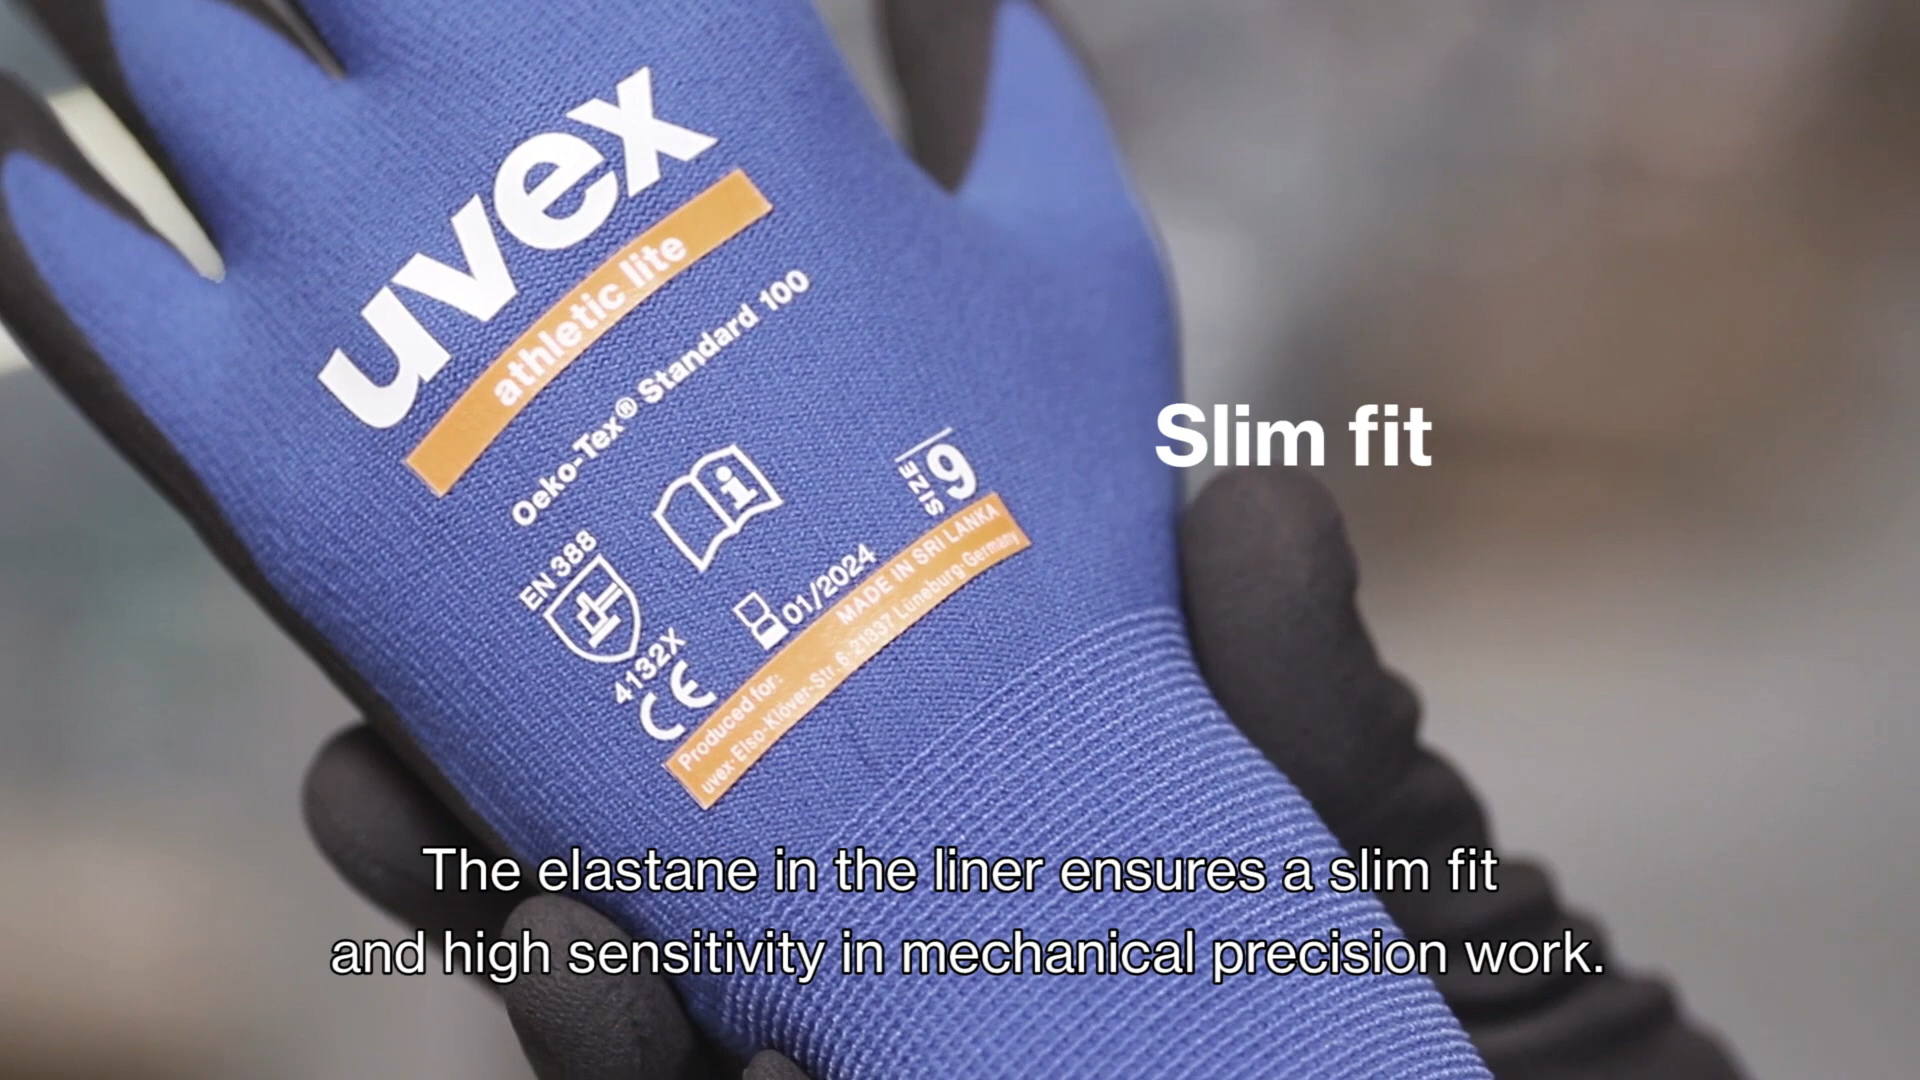 uvex
athletic lite
Oeko-Tex® Standard 100
SIZE 9
EN 388
4132X
CE
01/2024
MADE IN SRI LANKA
Produced for:
uvex·Elso-Klöver-Str.6·21337 Lüneburg·Germany
Slim fit
The elastane in the liner ensures a slim fit
and high sensitivity in mechanical precision work.